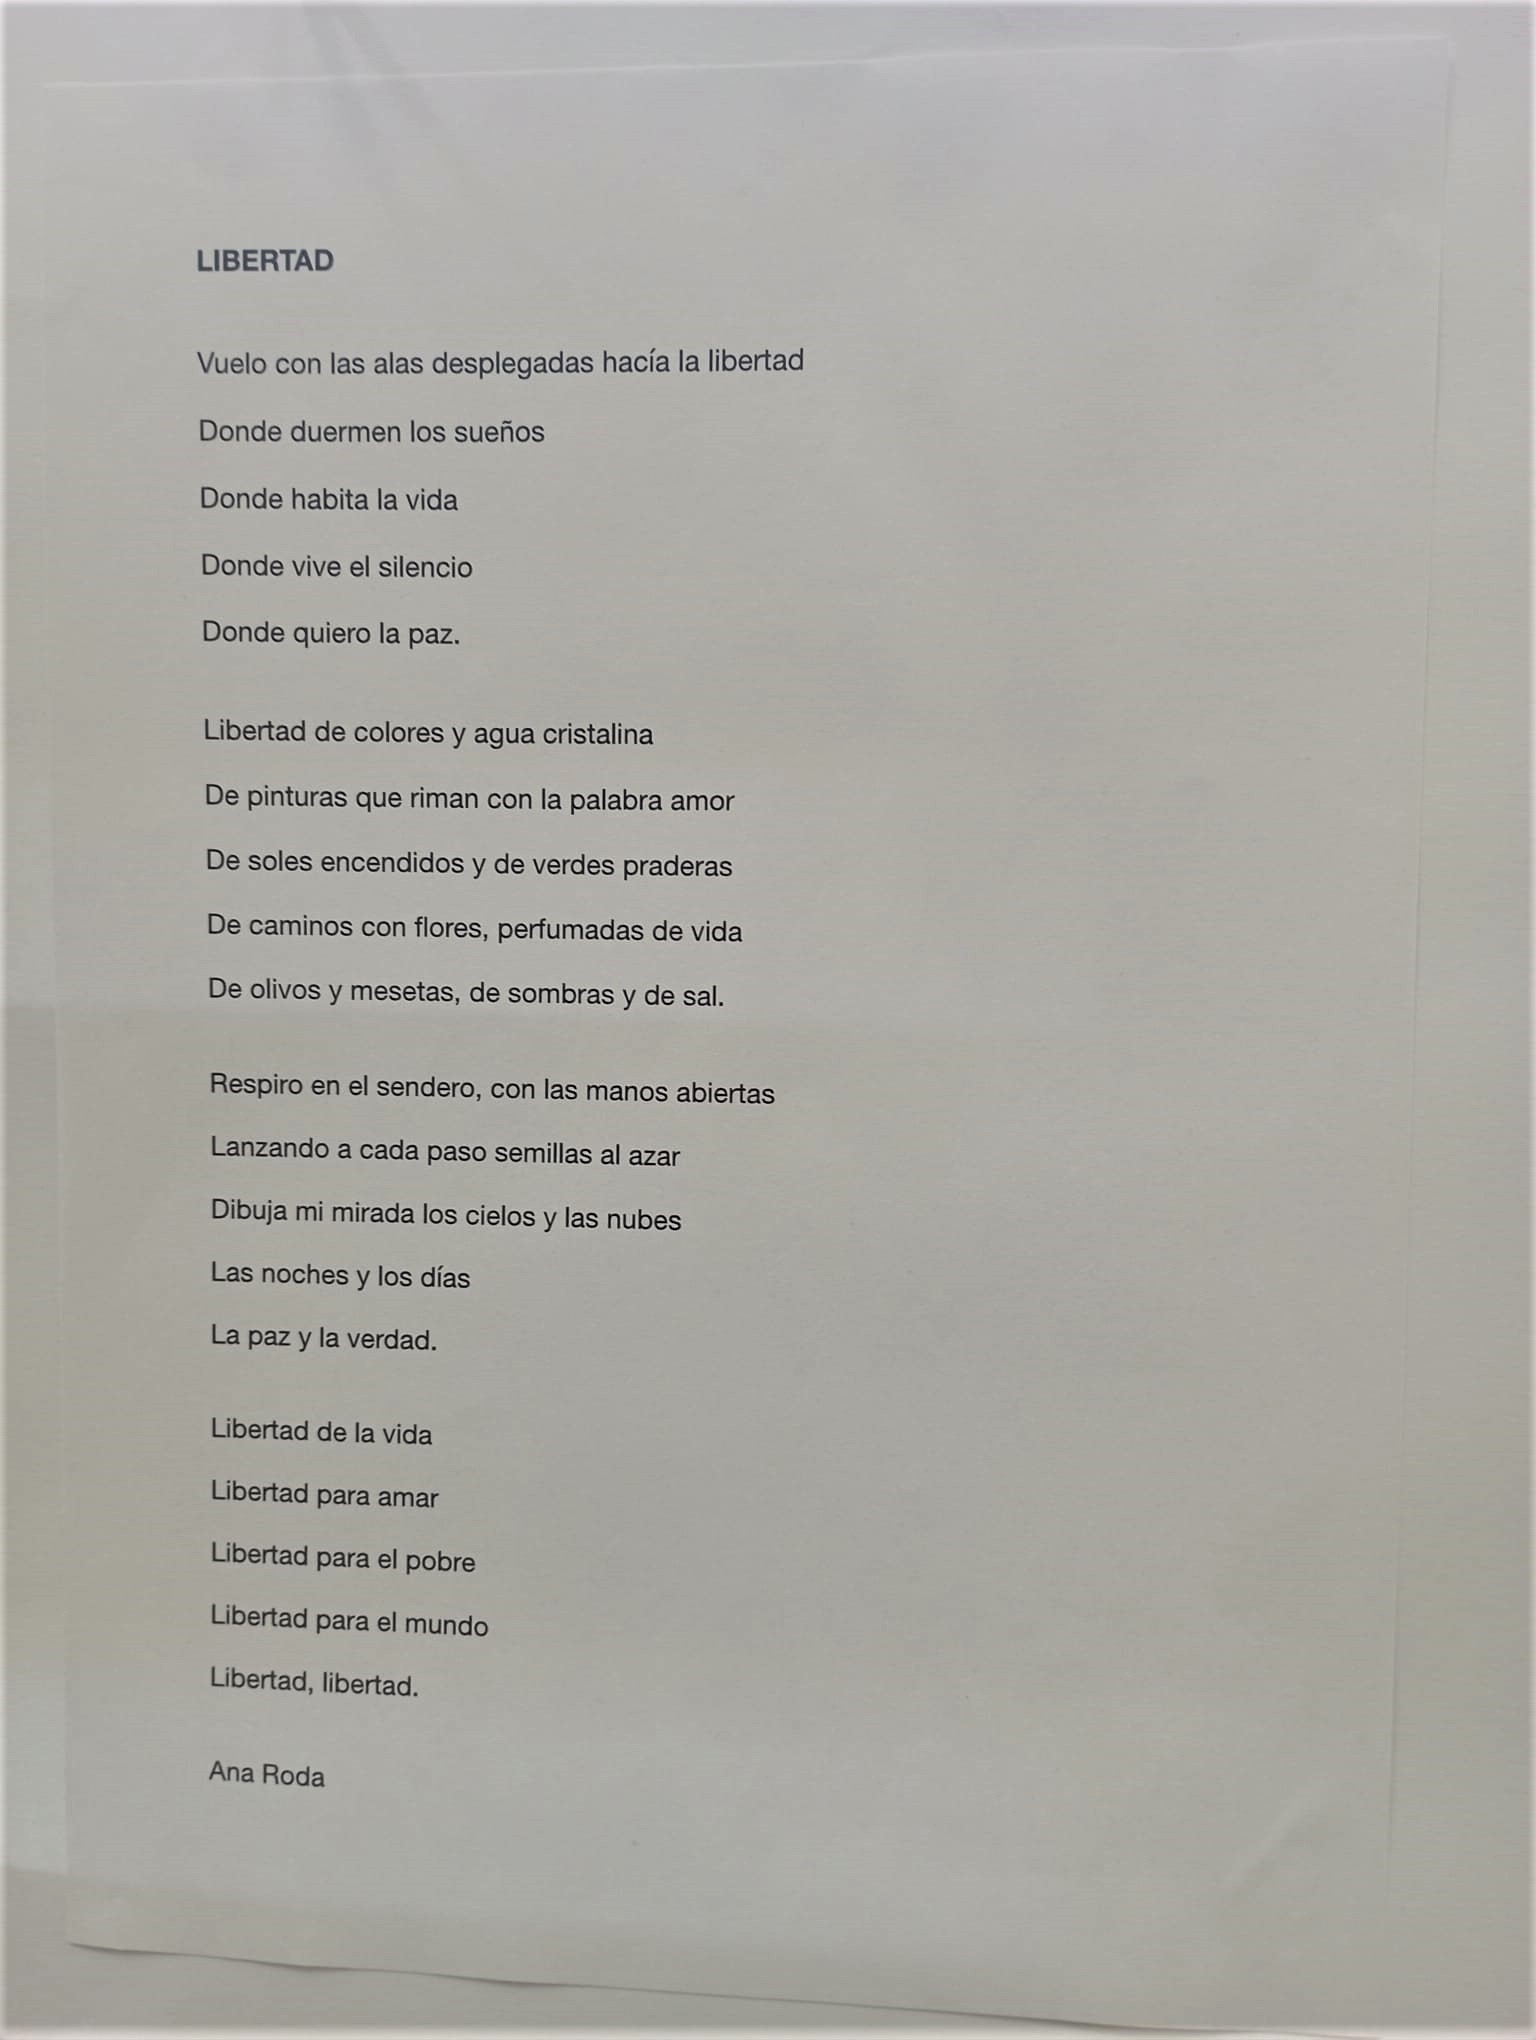 LIBERTAD
Vuelo con las alas desplegadas hacía la libertad
Donde duermen los sueños
Donde habita la vida
Donde vive el silencio
Donde quiero la paz.
Libertad de colores y agua cristalina
De pinturas que riman con la palabra amor
De soles encendidos y de verdes praderas
De caminos con flores, perfumadas de vida
De olivos y mesetas, de sombras y de sal.
Respiro en el sendero, con las manos abiertas
Lanzando a cada paso semillas al azar
Dibuja mi mirada los cielos y las nubes
Las noches y los días
La paz y la verdad.
Libertad de la vida
Libertad para amar
Libertad para el pobre
Libertad para el mundo
Libertad, libertad.
Ana Roda